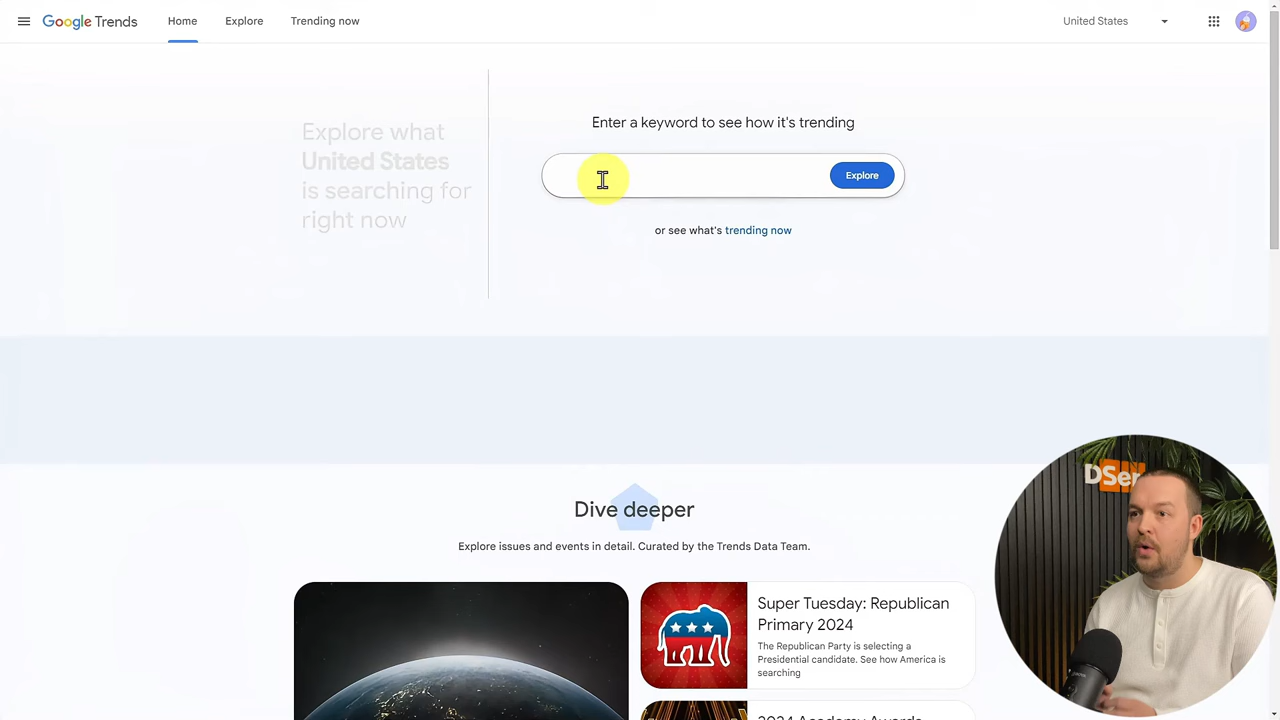 Google Trends
Home
Explore
Trending now
United States
Explore what
United States
is searching for
right now
Enter a keyword to see how it's trending
Explore
or see what's trending now
Dive deeper
Explore issues and events in detail. Curated by the Trends Data Team.
Super Tuesday: Republican
Primary 2024
The Republican Party is selecting a
Presidential candidate. See how America is
searching
2024 Academy Awards
DSer